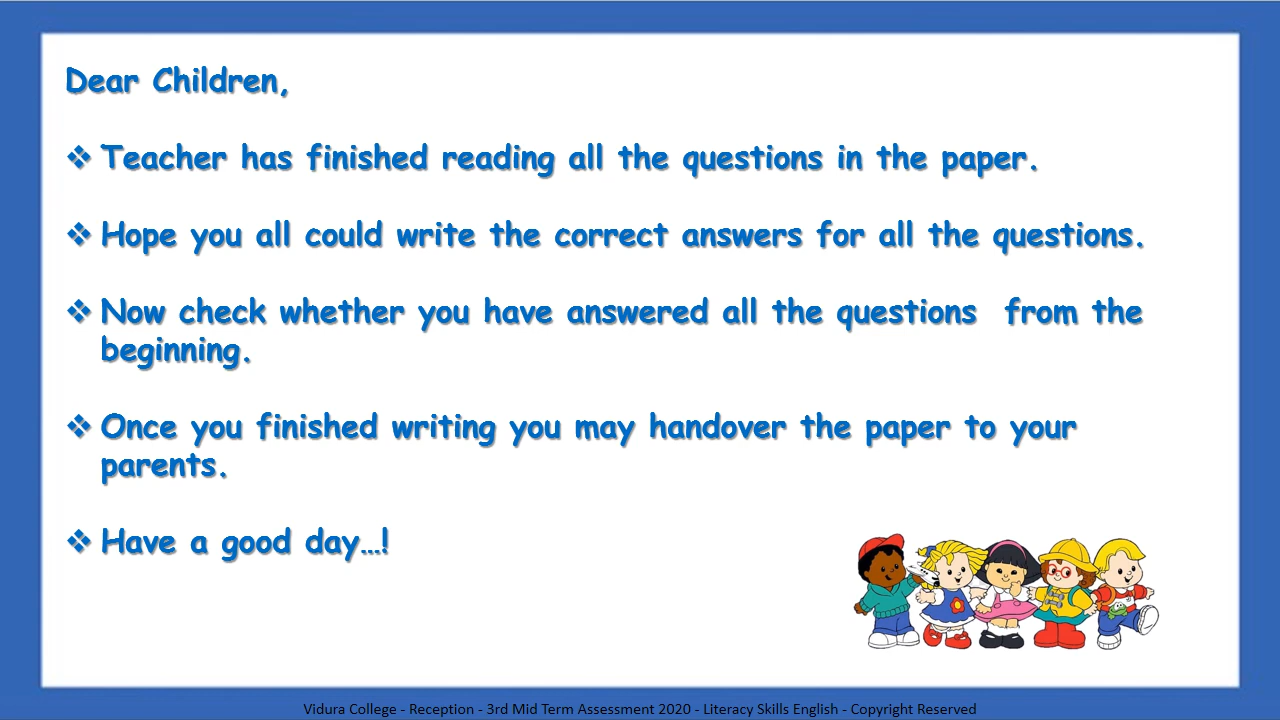 Dear Children,
❖ Teacher has finished reading all the questions in the paper.
❖ Hope you all could write the correct answers for all the questions.
❖ Now check whether you have answered all the questions  from the
beginning.
❖ Once you finished writing you may handover the paper to your
parents.
❖ Have a good day...!
Vidura College - Reception - 3rd Mid Term Assessment 2020 - Literacy Skills English - Copyright Reserved